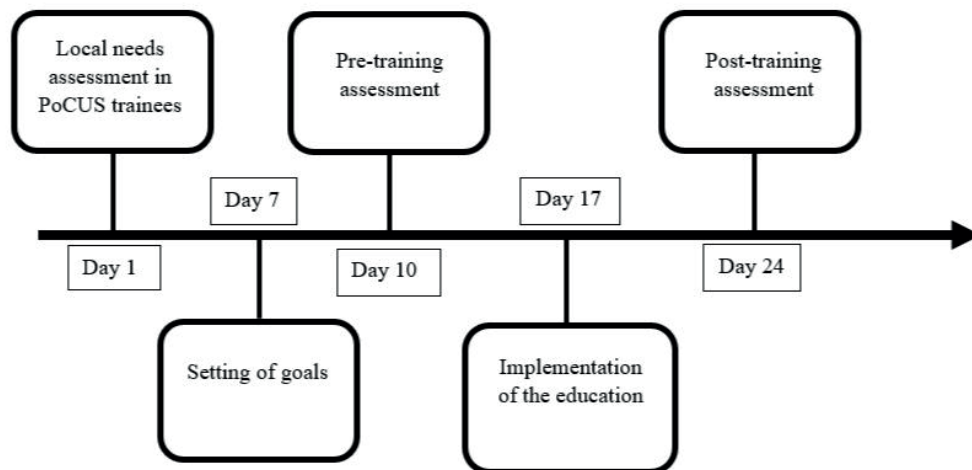 Local needs
assessment in
PoCUS trainees
Pre-training
assessment
Post-training
assessment
Day 7
Day 17
Day 1
Day 10
Day 24
Setting of goals
Implementation
of the education